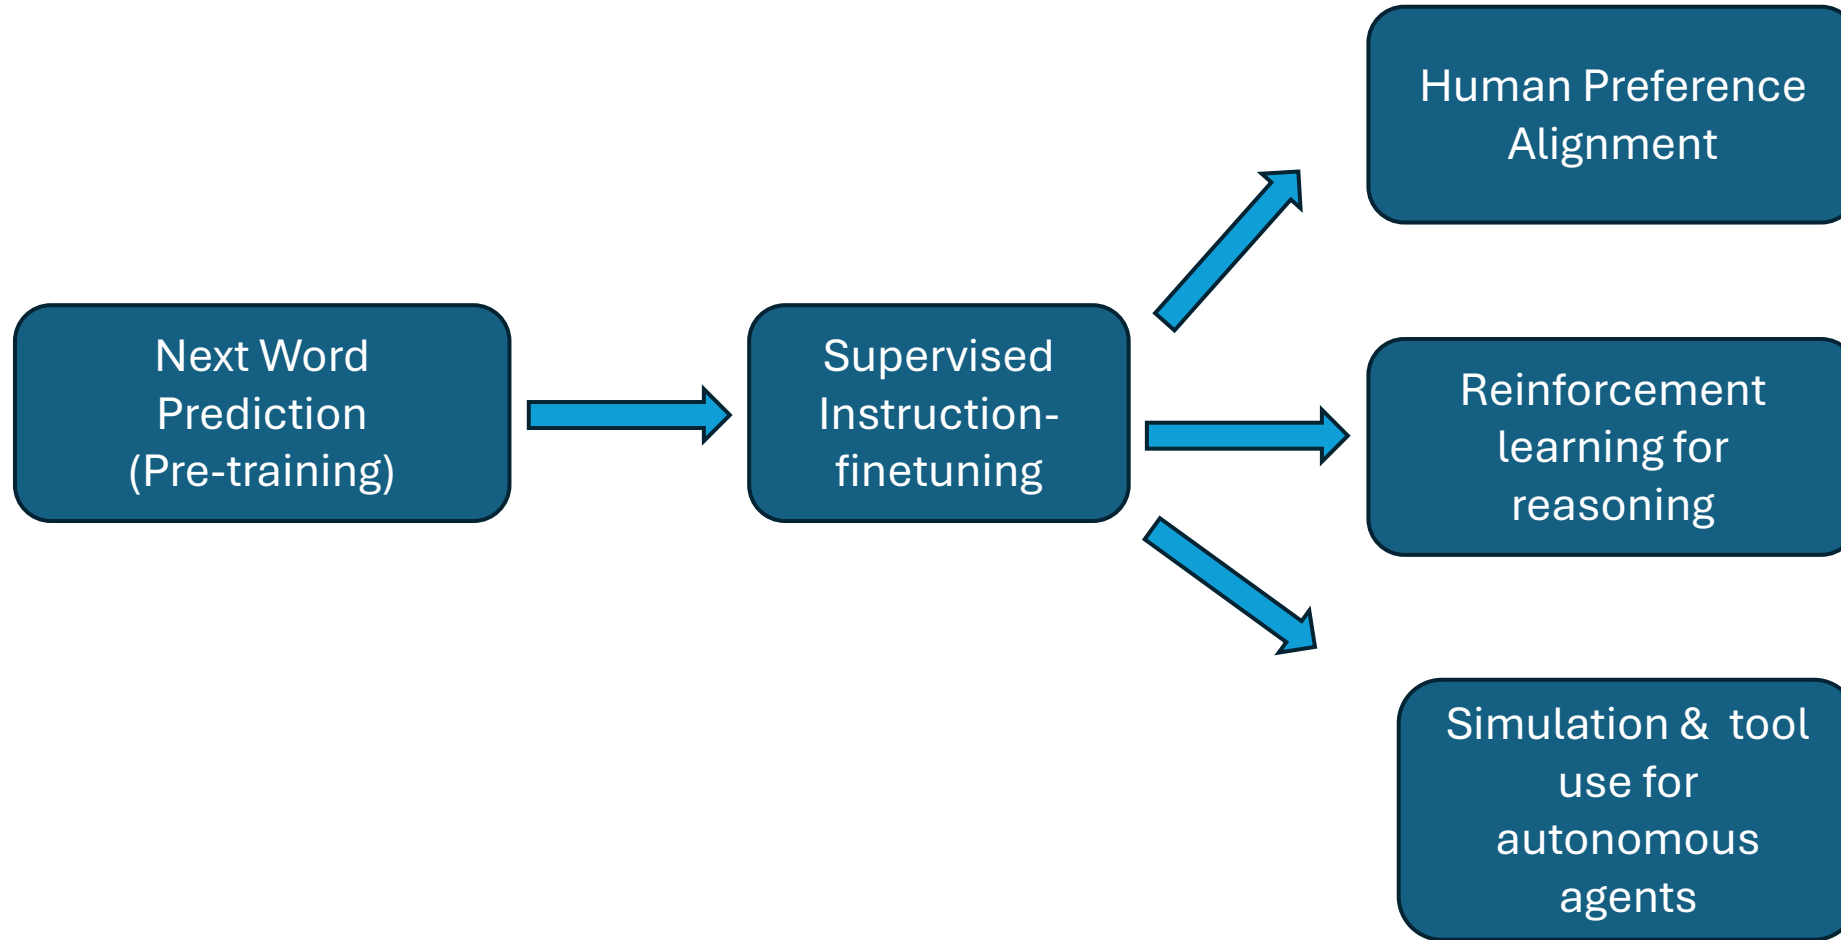 Next Word
Prediction
(Pre-training)
Supervised
Instruction-
finetuning
Human Preference
Alignment
Reinforcement
learning for
reasoning
Simulation &  tool
use for
autonomous
agents